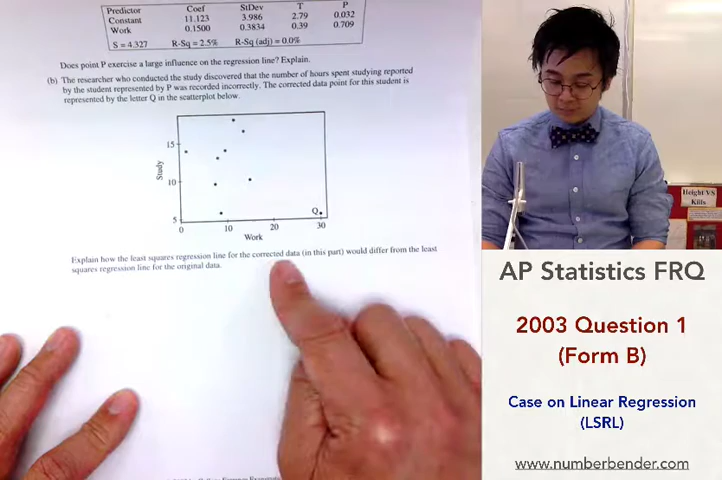 Predictor Coef StDev T P
Constant 11.123 3.986 2.79 0.032
Work 0.1500 0.3834 0.39 0.709
S = 4.327 R-Sq = 2.5% R-Sq (adj) = 0.0%
Does point P exercise a large influence on the regression line? Explain.
(b) The researcher who conducted the study discovered that the number of hours spent studying reported
by the student represented by P was recorded incorrectly. The corrected data point for this student is
represented by the letter Q in the scatterplot below.
15
Study
10
5
Q
0 10 20 30
Work
Explain how the least squares regression line for the corrected data (in this part) would differ from the least
squares regression line for the original data.
Height VS
Kills
AP Statistics FRQ
2003 Question 1
(Form B)
Case on Linear Regression
(LSRL)
www.numberbender.com